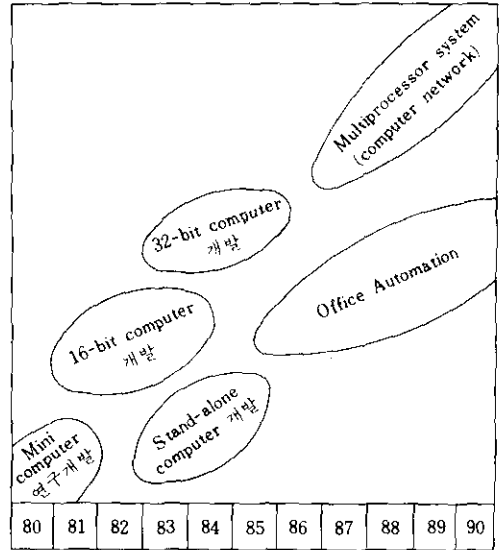 Multiprocessor system
(computer network)
32-bit computer
개발
Office Automation
16-bit computer
개발
Stand-alone
computer 개발
Mini
computer
연구개발
80 81 82 83 84 85 86 87 88 89 90